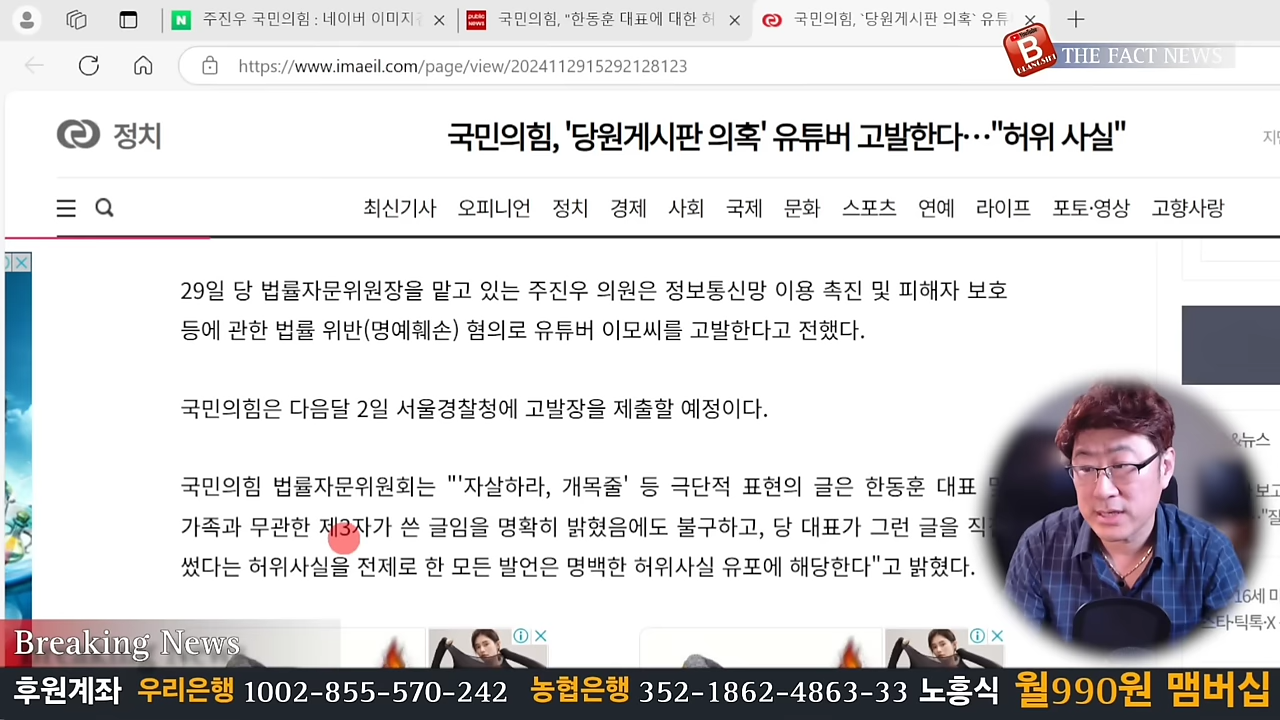 주진우 국민의힘 : 네이버 이미지
국민의힘, "한동훈 대표에 대한 허
국민의힘, `당원게시판 의혹` 유튜
THE FACT NEWS
https://www.imaeil.com/page/view/2024112915292128123
정치
국민의힘, '당원게시판 의혹' 유튜버 고발한다…"허위 사실"
최신기사 오피니언 정치 경제 사회 국제 문화 스포츠 연예 라이프 포토·영상 고향사랑
29일 당 법률자문위원장을 맡고 있는 주진우 의원은 정보통신망 이용 촉진 및 피해자 보호
등에 관한 법률 위반(명예훼손) 혐의로 유튜버 이모씨를 고발한다고 전했다.
국민의힘은 다음달 2일 서울경찰청에 고발장을 제출할 예정이다.
국민의힘 법률자문위원회는 "'자살하라, 개목줄' 등 극단적 표현의 글은 한동훈 대표
가족과 무관한 제3자가 쓴 글임을 명확히 밝혔음에도 불구하고, 당 대표가 그런 글을
썼다는 허위사실을 전제로 한 모든 발언은 명백한 허위사실 유포에 해당한다"고 밝혔다.
&뉴스
16세
Breaking News
후원계좌 우리은행 1002-855-570-242 농협은행 352-1862-4863-33 노흥식 월990원 맴버십